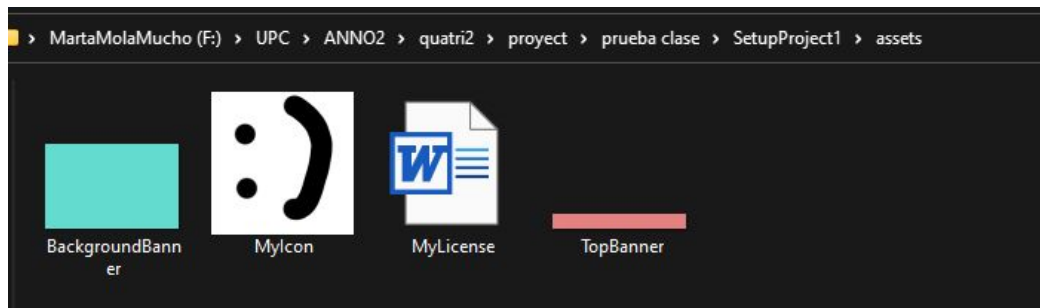 > MartaMolaMucho (F:) > UPC > ANNO2 > quatri2 > proyect > prueba clase > SetupProject1 > assets
:)
W
BackgroundBann
er
MyIcon
MyLicense
TopBanner